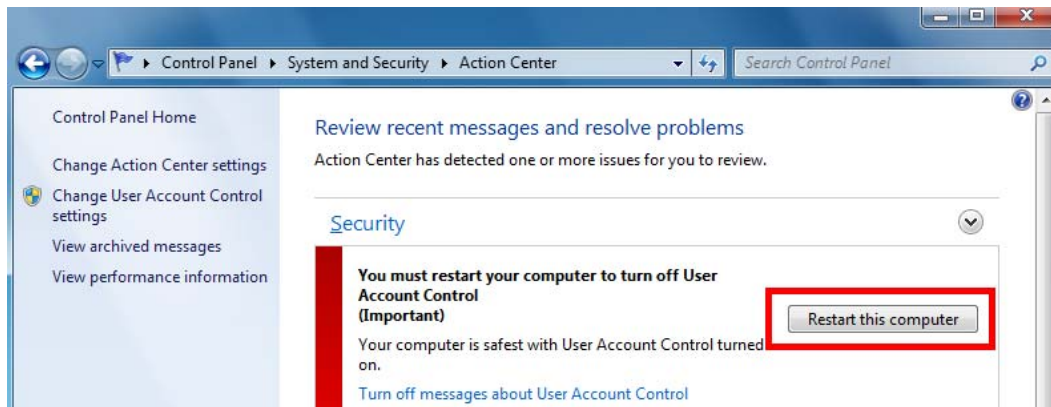 Control Panel ▸ System and Security ▸ Action Center
Search Control Panel
Control Panel Home
Change Action Center settings
Change User Account Control
settings
View archived messages
View performance information
Review recent messages and resolve problems
Action Center has detected one or more issues for you to review.
Security
You must restart your computer to turn off User
Account Control
(Important)
Restart this computer
Your computer is safest with User Account Control turned
on.
Turn off messages about User Account Control